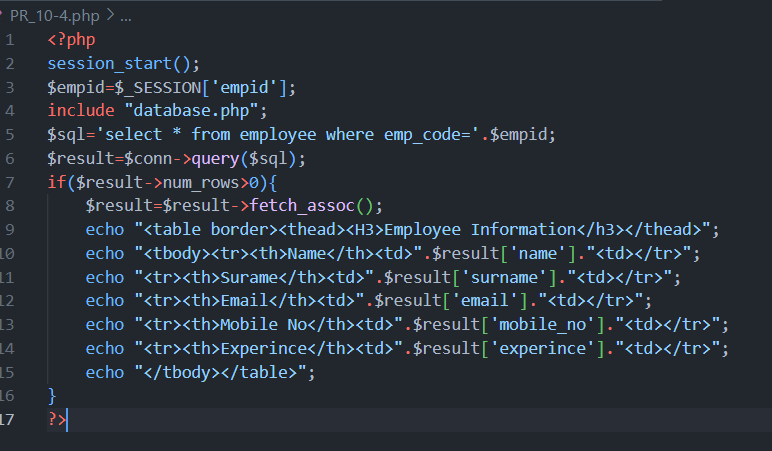 PR_10-4.php > ...
1 <?php
2 session_start();
3 $empid=$_SESSION['empid'];
4 include "database.php";
5 $sql='select * from employee where emp_code='.$empid;
6 $result=$conn->query($sql);
7 if($result->num_rows>0){
8 $result=$result->fetch_assoc();
9 echo "<table border><thead><H3>Employee Information</h3></thead>";
10 echo "<tbody><tr><th>Name</th><td>".$result['name']."<td></tr>";
11 echo "<tr><th>Surame</th><td>".$result['surname']."<td></tr>";
12 echo "<tr><th>Email</th><td>".$result['email']."<td></tr>";
13 echo "<tr><th>Mobile No</th><td>".$result['mobile_no']."<td></tr>";
14 echo "<tr><th>Experince</th><td>".$result['experince']."<td></tr>";
15 echo "</tbody></table>";
16 }
17 ?>